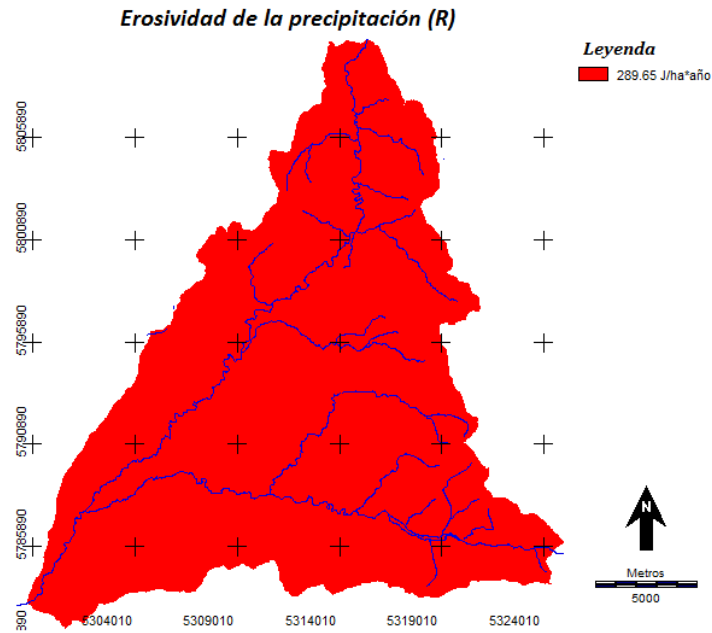 Erosividad de la precipitación (R)
Leyenda
289.65 J/ha*año
5805890
5800890
5795890
5790890
5785890
390
5304010
5309010
5314010
5319010
5324010
N
Metros
5000